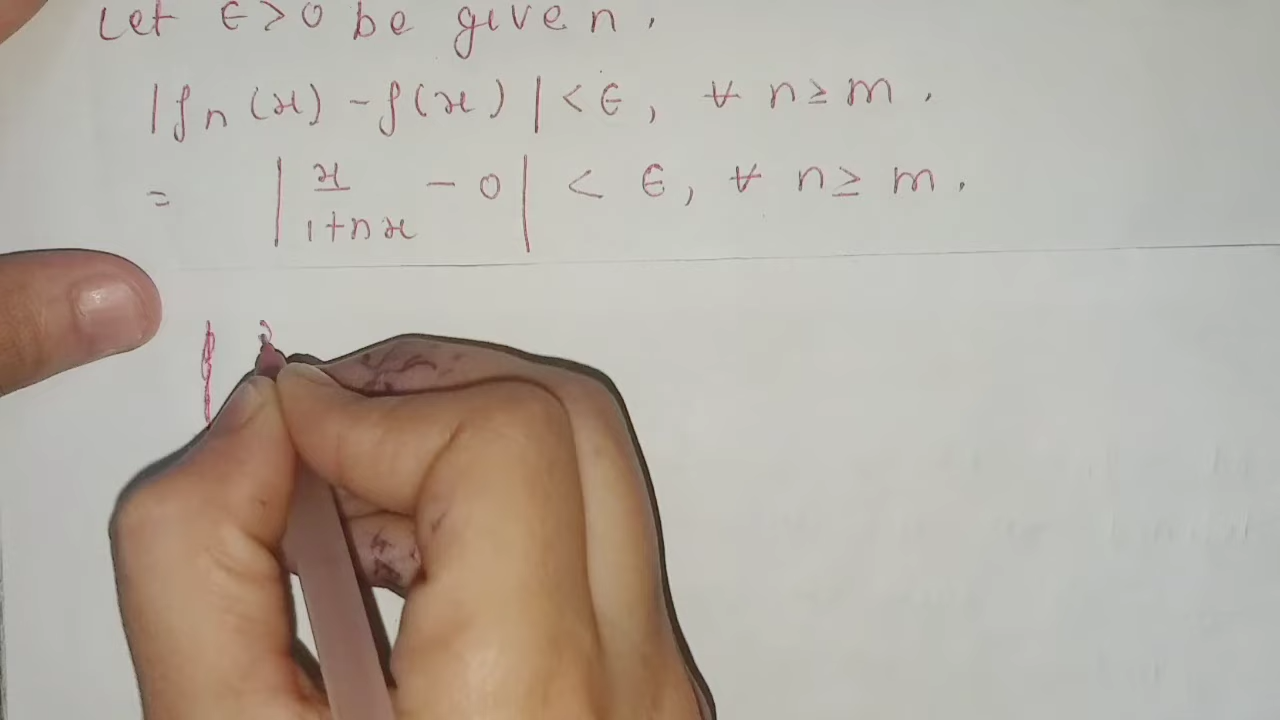 Let ϵ > 0 be given.
|fn(x) - f(x)| < ϵ, ∀ n ≥ m.
= | x/1+nx - 0 | < ϵ, ∀ n ≥ m.
|